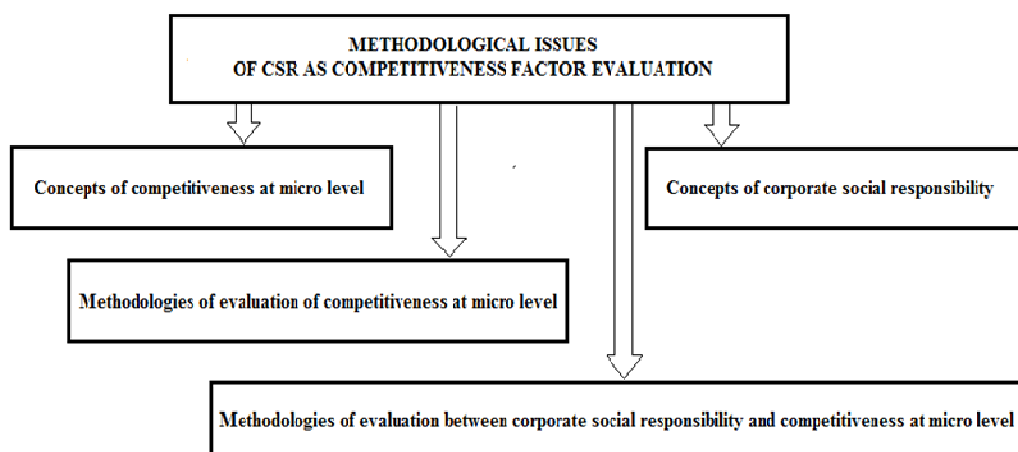 METHODOLOGICAL ISSUES
OF CSR AS COMPETITIVENESS FACTOR EVALUATION
Concepts of competitiveness at micro level
Concepts of corporate social responsibility
Methodologies of evaluation of competitiveness at micro level
Methodologies of evaluation between corporate social responsibility and competitiveness at micro level